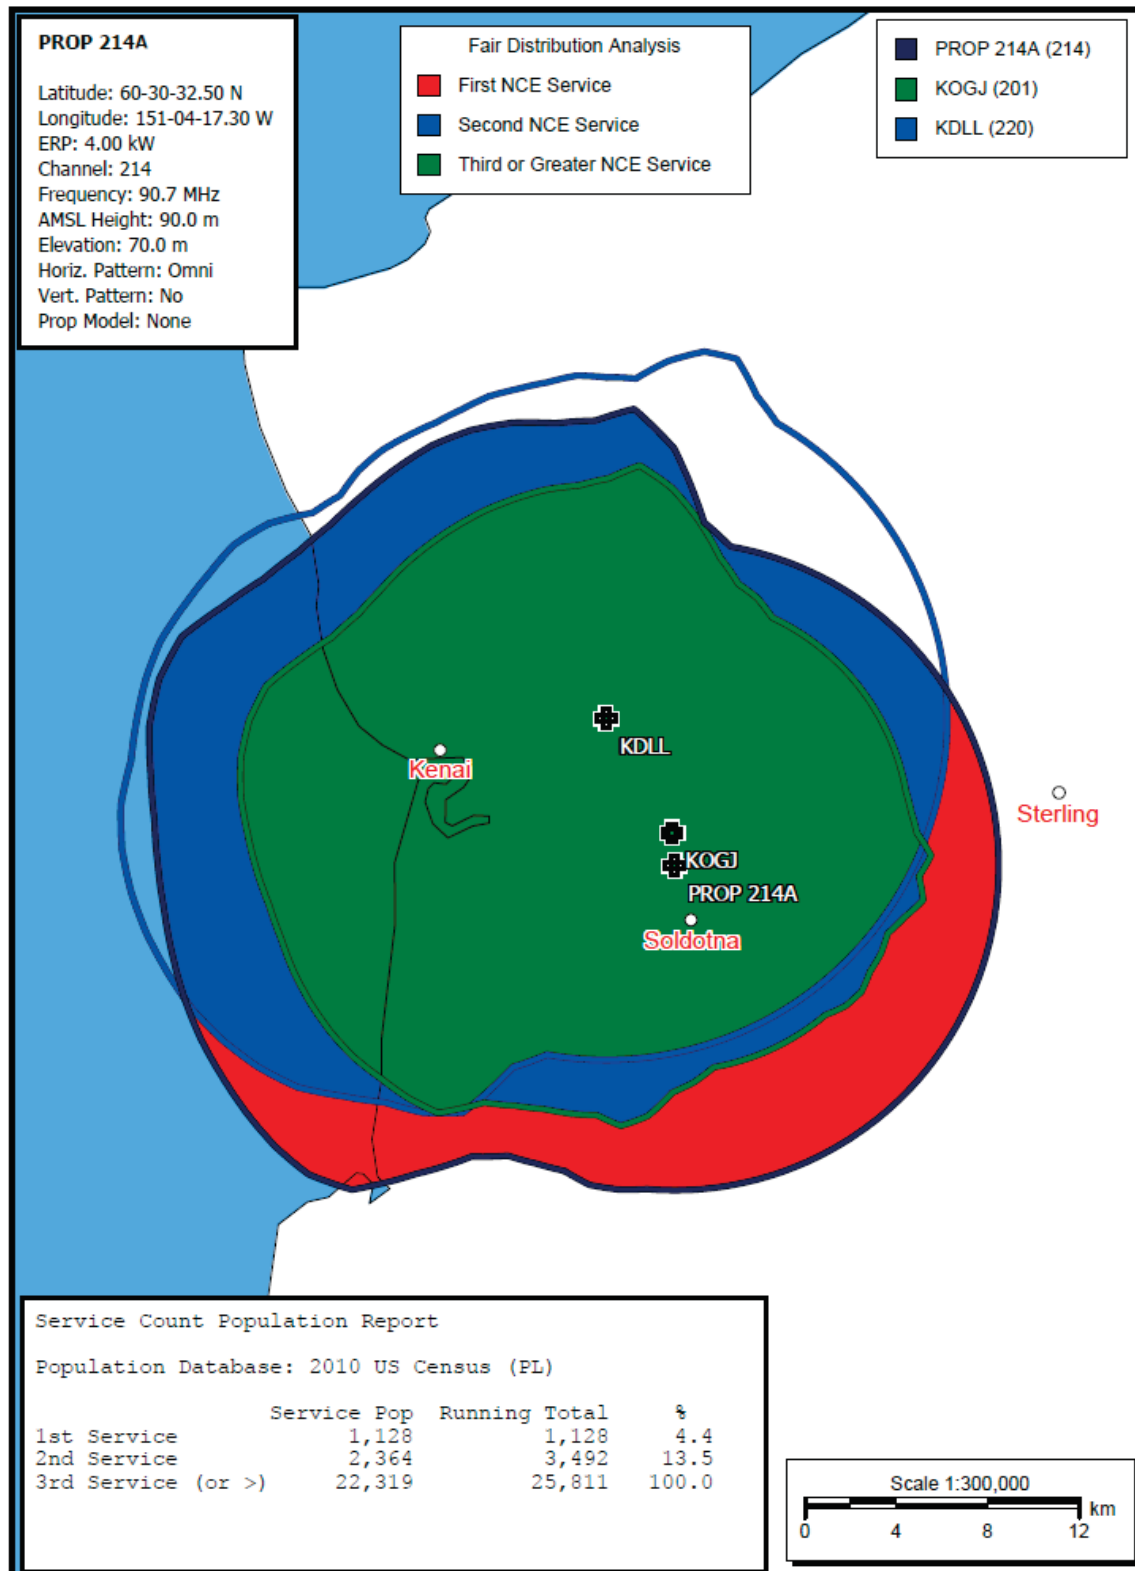 PROP 214A
Latitude: 60-30-32.50 N
Longitude: 151-04-17.30 W
ERP: 4.00 kW
Channel: 214
Frequency: 90.7 MHz
AMSL Height: 90.0 m
Elevation: 70.0 m
Horiz. Pattern: Omni
Vert. Pattern: No
Prop Model: None
Fair Distribution Analysis
First NCE Service
Second NCE Service
Third or Greater NCE Service
PROP 214A (214)
KOGJ (201)
KDLL (220)
KDLL
Kenai
Sterling
KOGJ
PROP 214A
Soldotna
Service Count Population Report
Population Database: 2010 US Census (PL)
Service Pop Running Total %
1st Service 1,128 1,128 4.4
2nd Service 2,364 3,492 13.5
3rd Service (or >) 22,319 25,811 100.0
Scale 1:300,000
km
0 4 8 12